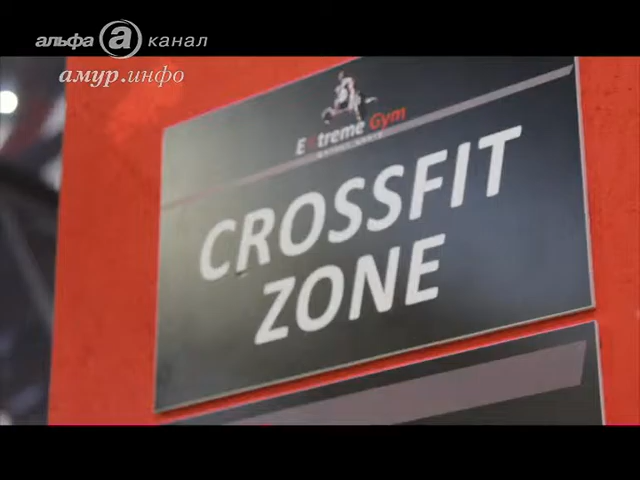 альфа а канал
амур.инфо
Extreme Gym
CROSSFIT
ZONE